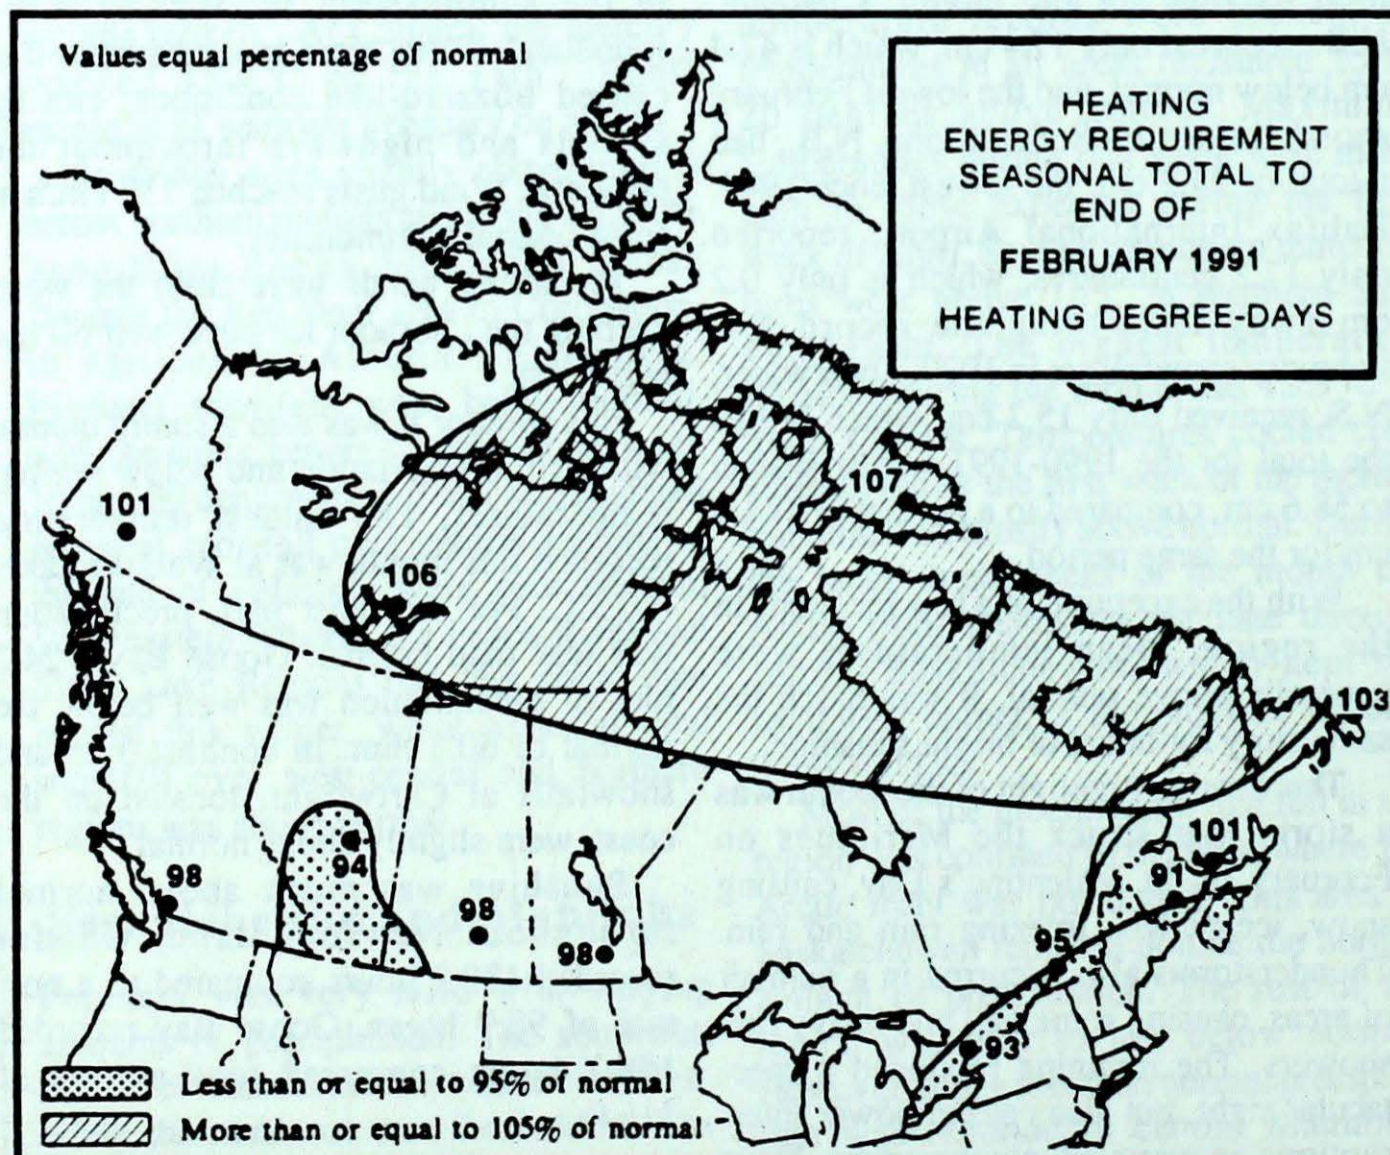 Values equal percentage of normal
HEATING
ENERGY REQUIREMENT
SEASONAL TOTAL TO
END OF
FEBRUARY 1991
HEATING DEGREE-DAYS
107
101
106
103
101
94
91
98
98
95
98
93
Less than or equal to 95% of normal
More than or equal to 105% of normal